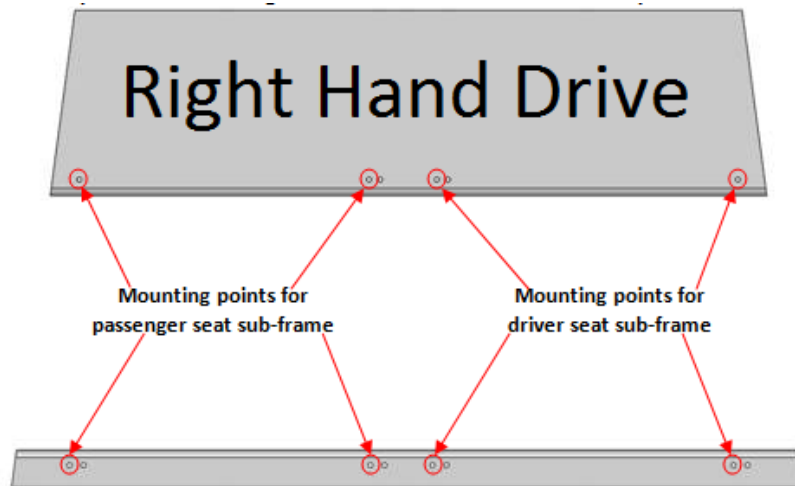 Right Hand Drive
Mounting points for
passenger seat sub-frame
Mounting points for
driver seat sub-frame